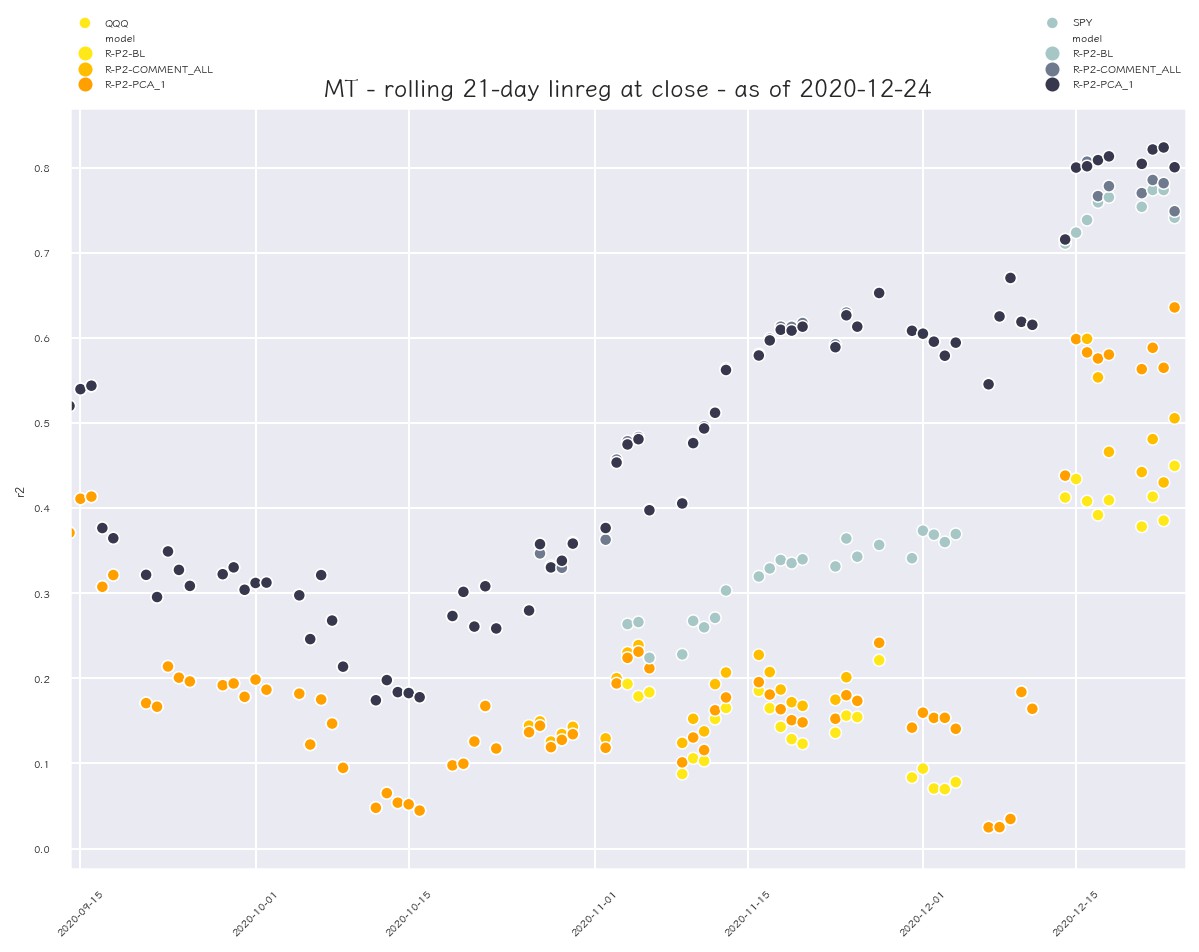 QQQ
model
R-P2-BL
R-P2-COMMENT_ALL
R-P2-PCA_1
SPY
model
R-P2-BL
R-P2-COMMENT_ALL
R-P2-PCA_1
MT - rolling 21-day linreg at close - as of 2020-12-24
0.8
0.7
0.6
0.5
0.4
0.3
0.2
0.1
0.0
r2
2020-09-15
2020-10-01
2020-10-15
2020-11-01
2020-11-15
2020-12-01
2020-12-15